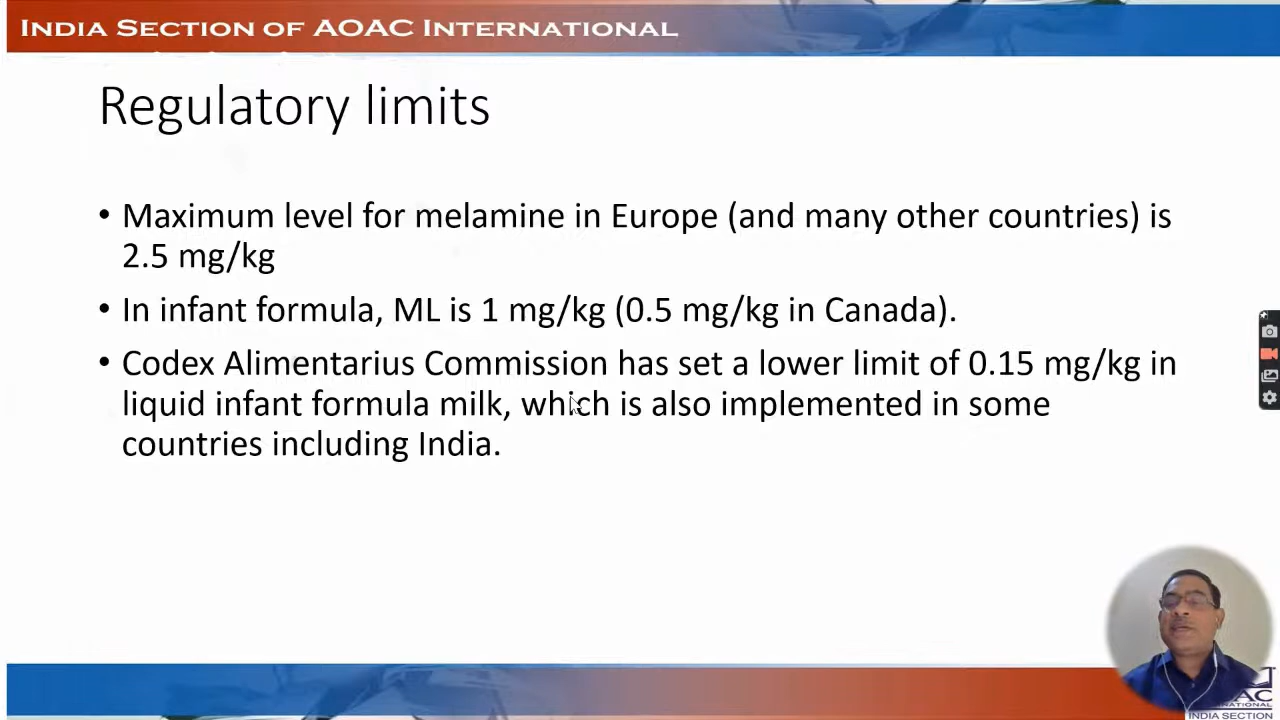 INDIA SECTION OF AOAC INTERNATIONAL
Regulatory limits
• Maximum level for melamine in Europe (and many other countries) is
2.5 mg/kg
• In infant formula, ML is 1 mg/kg (0.5 mg/kg in Canada).
• Codex Alimentarius Commission has set a lower limit of 0.15 mg/kg in
liquid infant formula milk, which is also implemented in some
countries including India.
INDIA SECTION